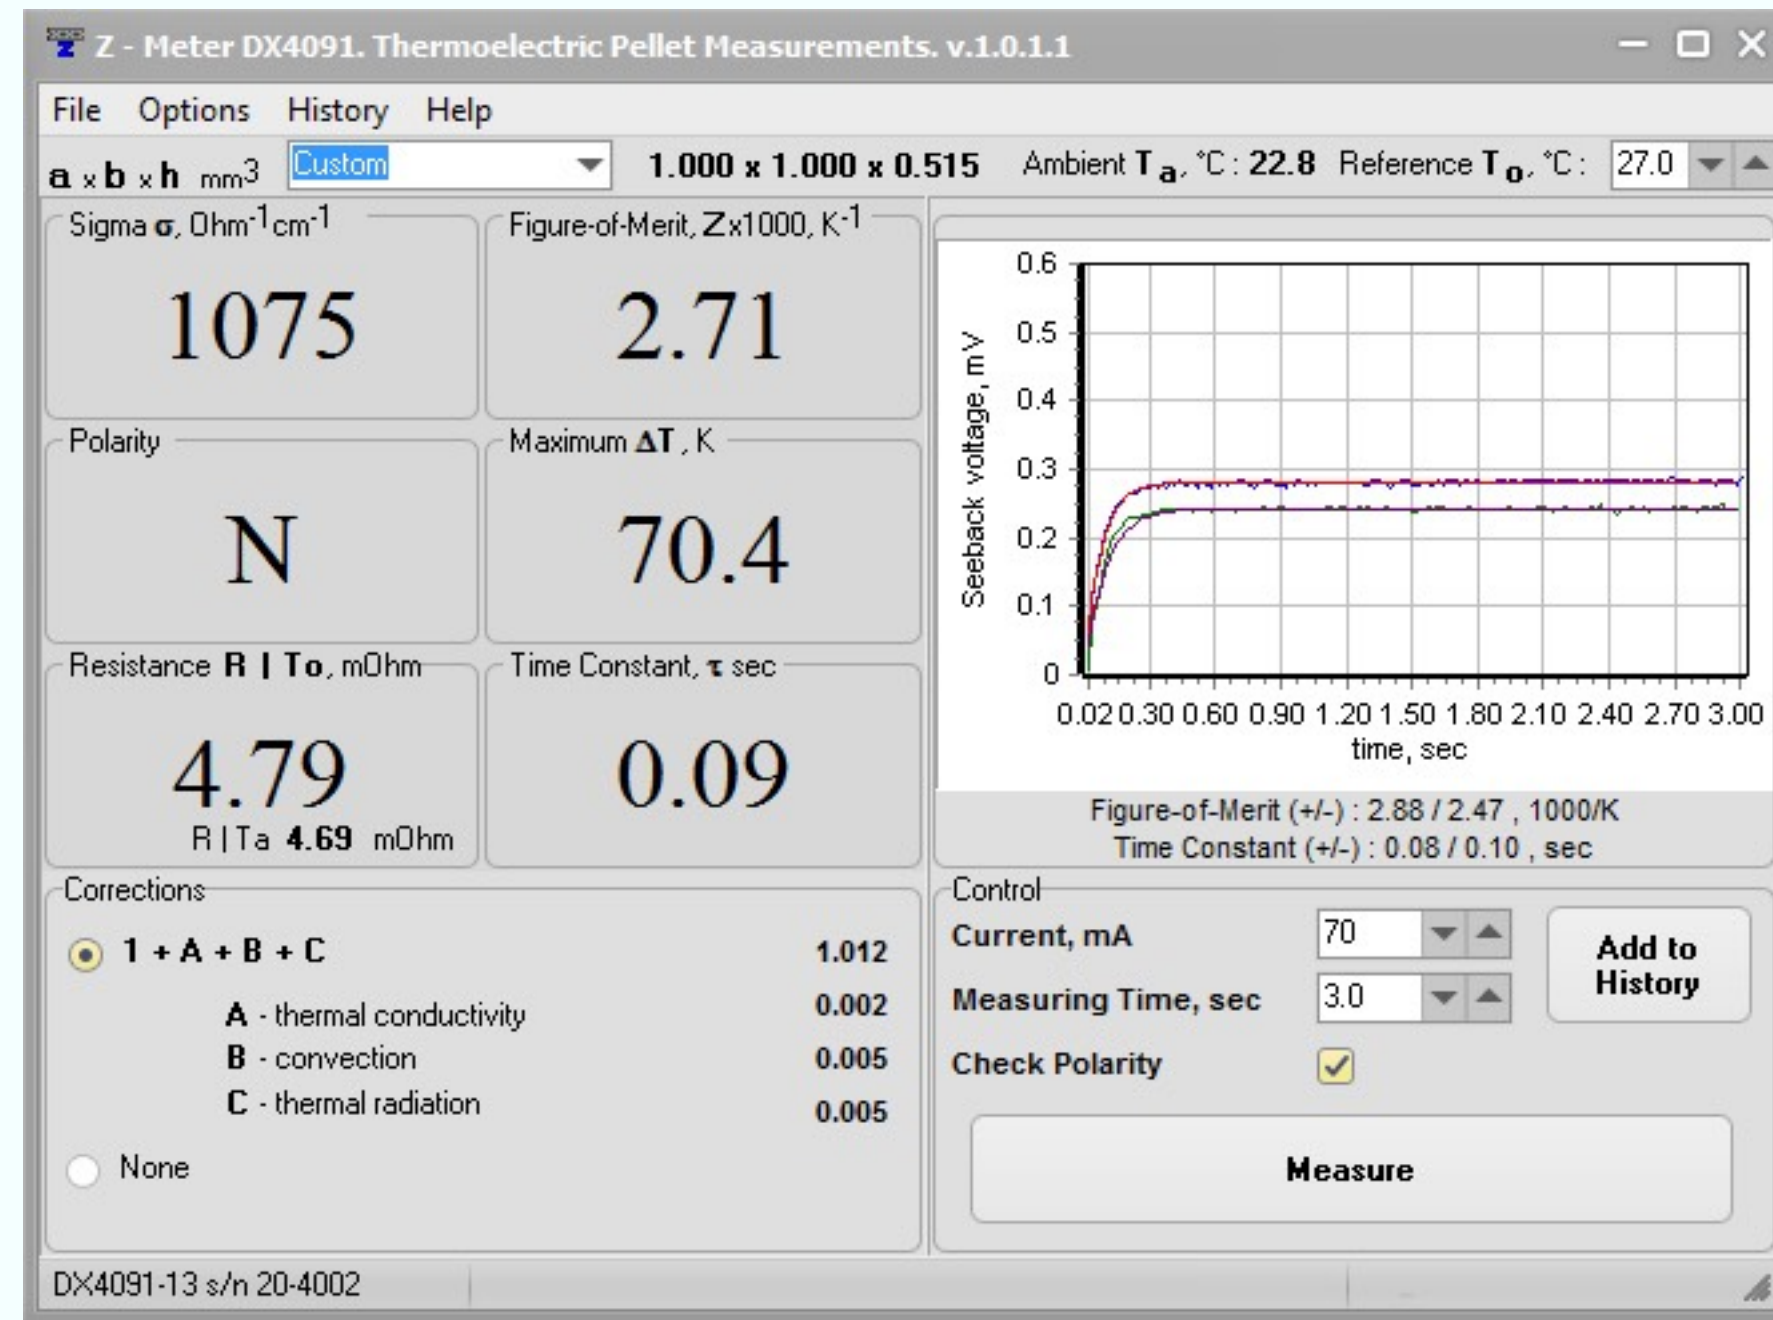 Z - Meter DX4091. Thermoelectric Pellet Measurements. v.1.0.1.1
File Options History Help
a x b x h mm3 Custom 1.000 x 1.000 x 0.515 Ambient Ta, °C : 22.8 Reference To, °C : 27.0
Sigma σ, Ohm-1cm-1
1075
Figure-of-Merit, Zx1000, K-1
2.71
Polarity
N
Maximum ΔT , K
70.4
Resistance R | To, mOhm
4.79
R | Ta 4.69 mOhm
Time Constant, τ sec
0.09
Seeback voltage, mV
0.6
0.5
0.4
0.3
0.2
0.1
0
0.02 0.30 0.60 0.90 1.20 1.50 1.80 2.10 2.40 2.70 3.00
time, sec
Figure-of-Merit (+/-) : 2.88 / 2.47 , 1000/K
Time Constant (+/-) : 0.08 / 0.10 , sec
Corrections
1 + A + B + C 1.012
A - thermal conductivity 0.002
B - convection 0.005
C - thermal radiation 0.005
None
Control
Current, mA 70
Measuring Time, sec 3.0
Check Polarity
Add to
History
Measure
DX4091-13 s/n 20-4002